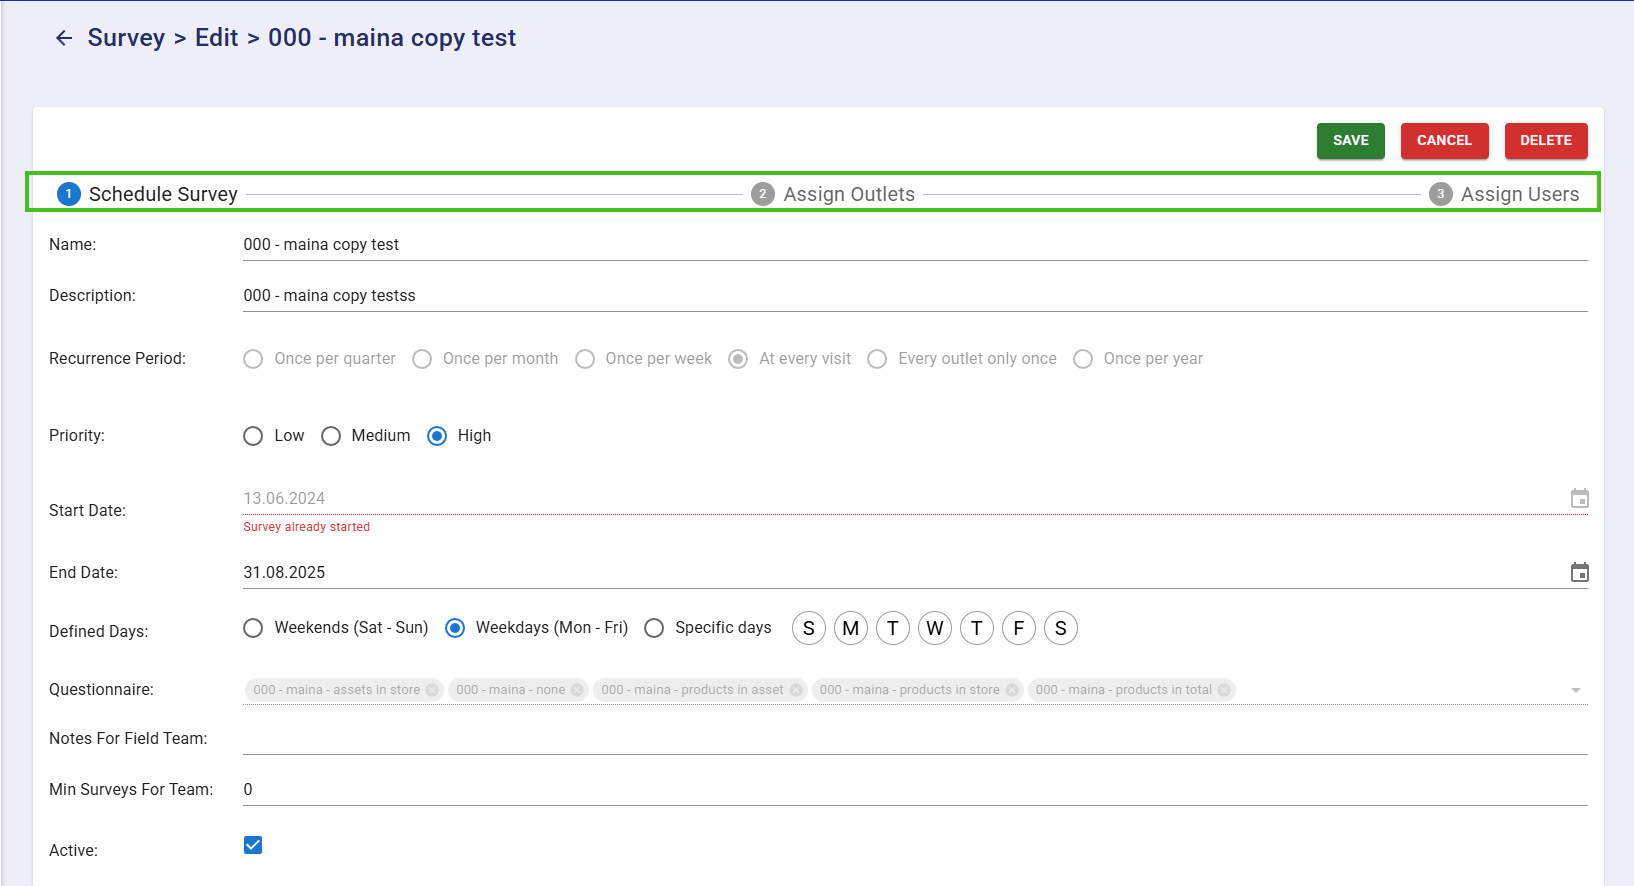 Survey > Edit > 000 - maina copy test
SAVE CANCEL DELETE
1 Schedule Survey 2 Assign Outlets 3 Assign Users
Name: 000 - maina copy test
Description: 000 - maina copy testss
Recurrence Period: Once per quarter Once per month Once per week At every visit Every outlet only once Once per year
Priority: Low Medium High
Start Date: 13.06.2024
Survey already started
End Date: 31.08.2025
Defined Days: Weekends (Sat - Sun) Weekdays (Mon - Fri) Specific days S M T W T F S
Questionnaire: 000 - maina - assets in store 000 - maina - none 000 - maina - products in asset 000 - maina - products in store 000 - maina - products in total
Notes For Field Team:
Min Surveys For Team: 0
Active: